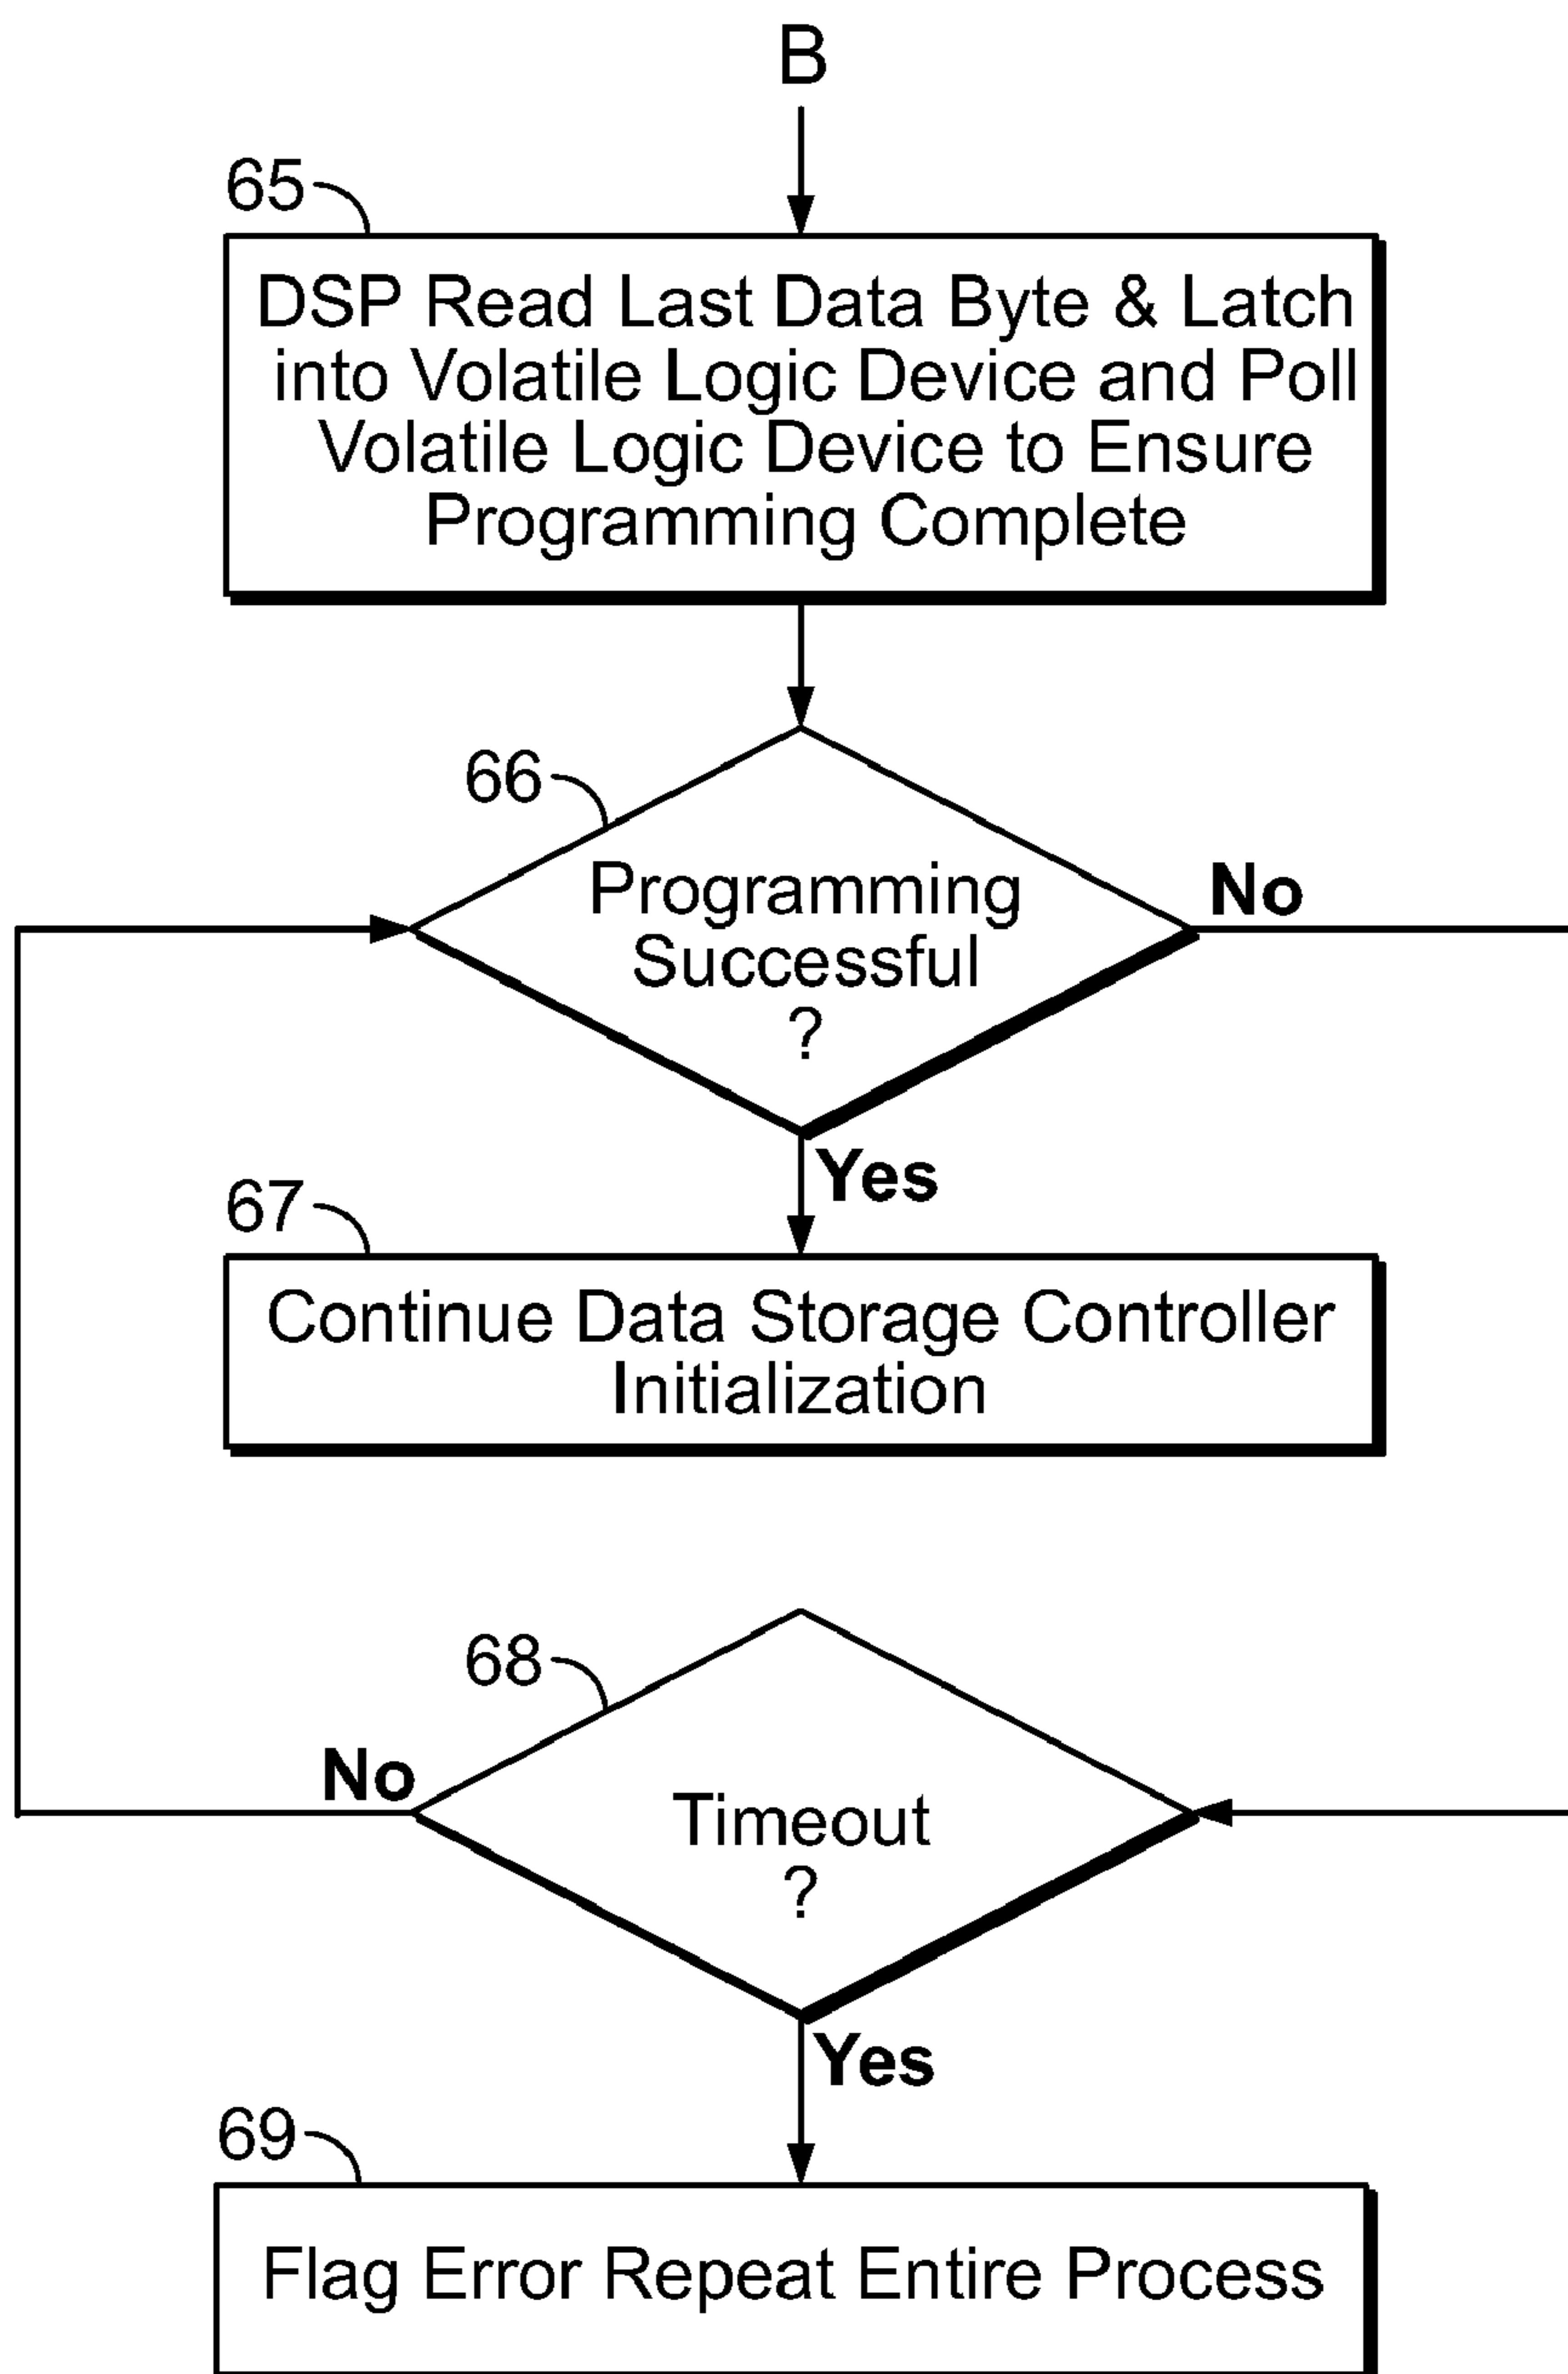 B
65
DSP Read Last Data Byte & Latch
into Volatile Logic Device and Poll
Volatile Logic Device to Ensure
Programming Complete
66
Programming
Successful
?
No
Yes
67
Continue Data Storage Controller
Initialization
68
No
Timeout
?
Yes
69
Flag Error Repeat Entire Process